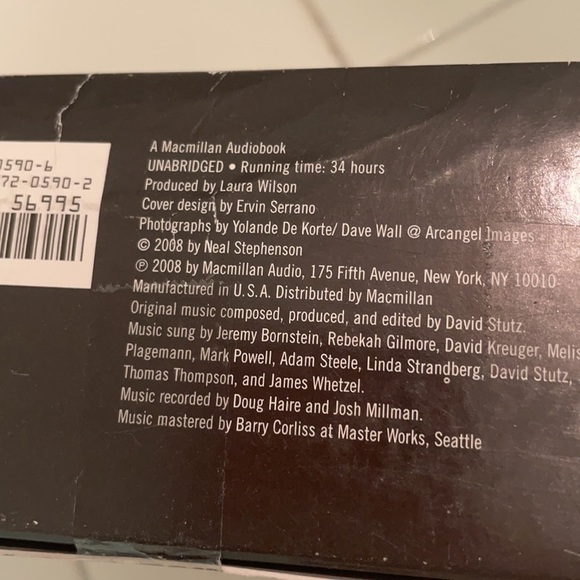 0590-6
72-0590-2
56995
A Macmillan Audiobook
UNABRIDGED • Running time: 34 hours
Produced by Laura Wilson
Cover design by Ervin Serrano
Photographs by Yolande De Korte/ Dave Wall @ Arcangel Images
© 2008 by Neal Stephenson
℗ 2008 by Macmillan Audio, 175 Fifth Avenue, New York, NY 10010
Manufactured in U.S.A. Distributed by Macmillan
Original music composed, produced, and edited by David Stutz.
Music sung by Jeremy Bornstein, Rebekah Gilmore, David Kreuger, Melis
Plagemann, Mark Powell, Adam Steele, Linda Strandberg, David Stutz,
Thomas Thompson, and James Whetzel.
Music recorded by Doug Haire and Josh Millman.
Music mastered by Barry Corliss at Master Works, Seattle